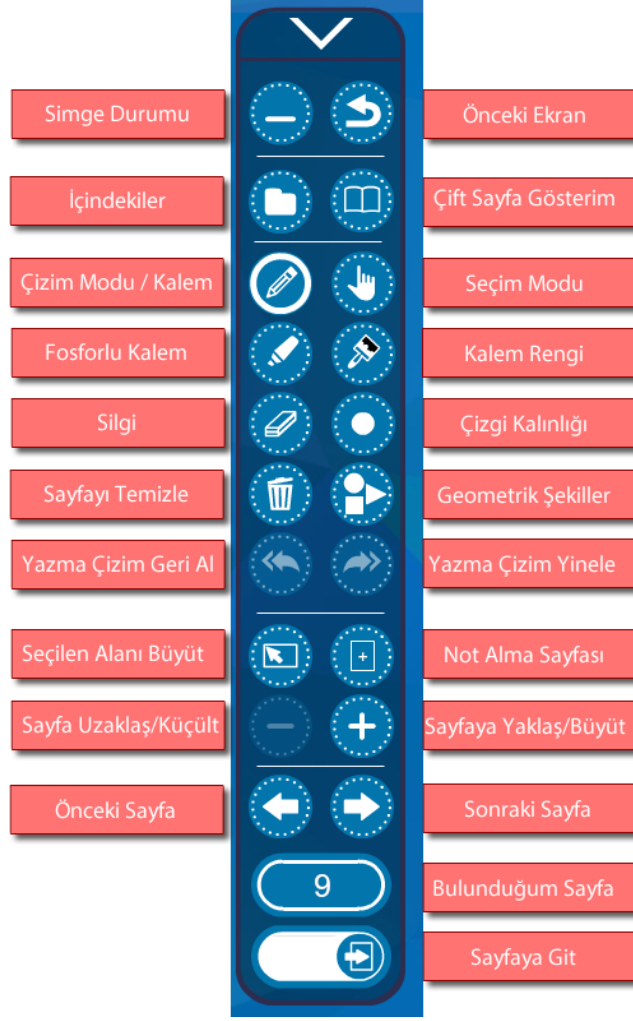 Simge Durumu
Önceki Ekran
İçindekiler
Çift Sayfa Gösterim
Çizim Modu / Kalem
Seçim Modu
Fosforlu Kalem
Kalem Rengi
Silgi
Çizgi Kalınlığı
Sayfayı Temizle
Geometrik Şekiller
Yazma Çizim Geri Al
Yazma Çizim Yinele
Seçilen Alanı Büyüt
Not Alma Sayfası
Sayfa Uzaklaş/Küçült
Sayfaya Yaklaş/Büyüt
Önceki Sayfa
Sonraki Sayfa
9
Bulunduğum Sayfa
Sayfaya Git